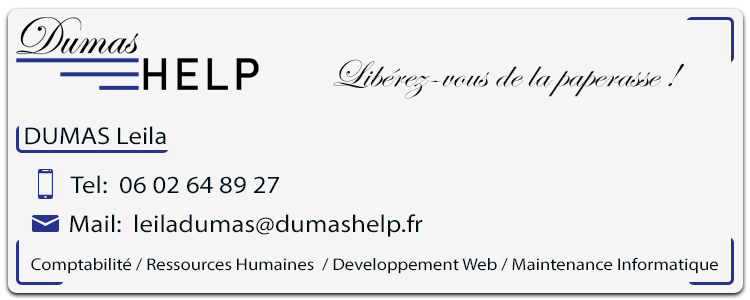 Dumas
HELP
Libérez-vous de la paperasse !
DUMAS Leila
Tel: 06 02 64 89 27
Mail: leiladumas@dumashelp.fr
Comptabilité / Ressources Humaines / Developpement Web / Maintenance Informatique